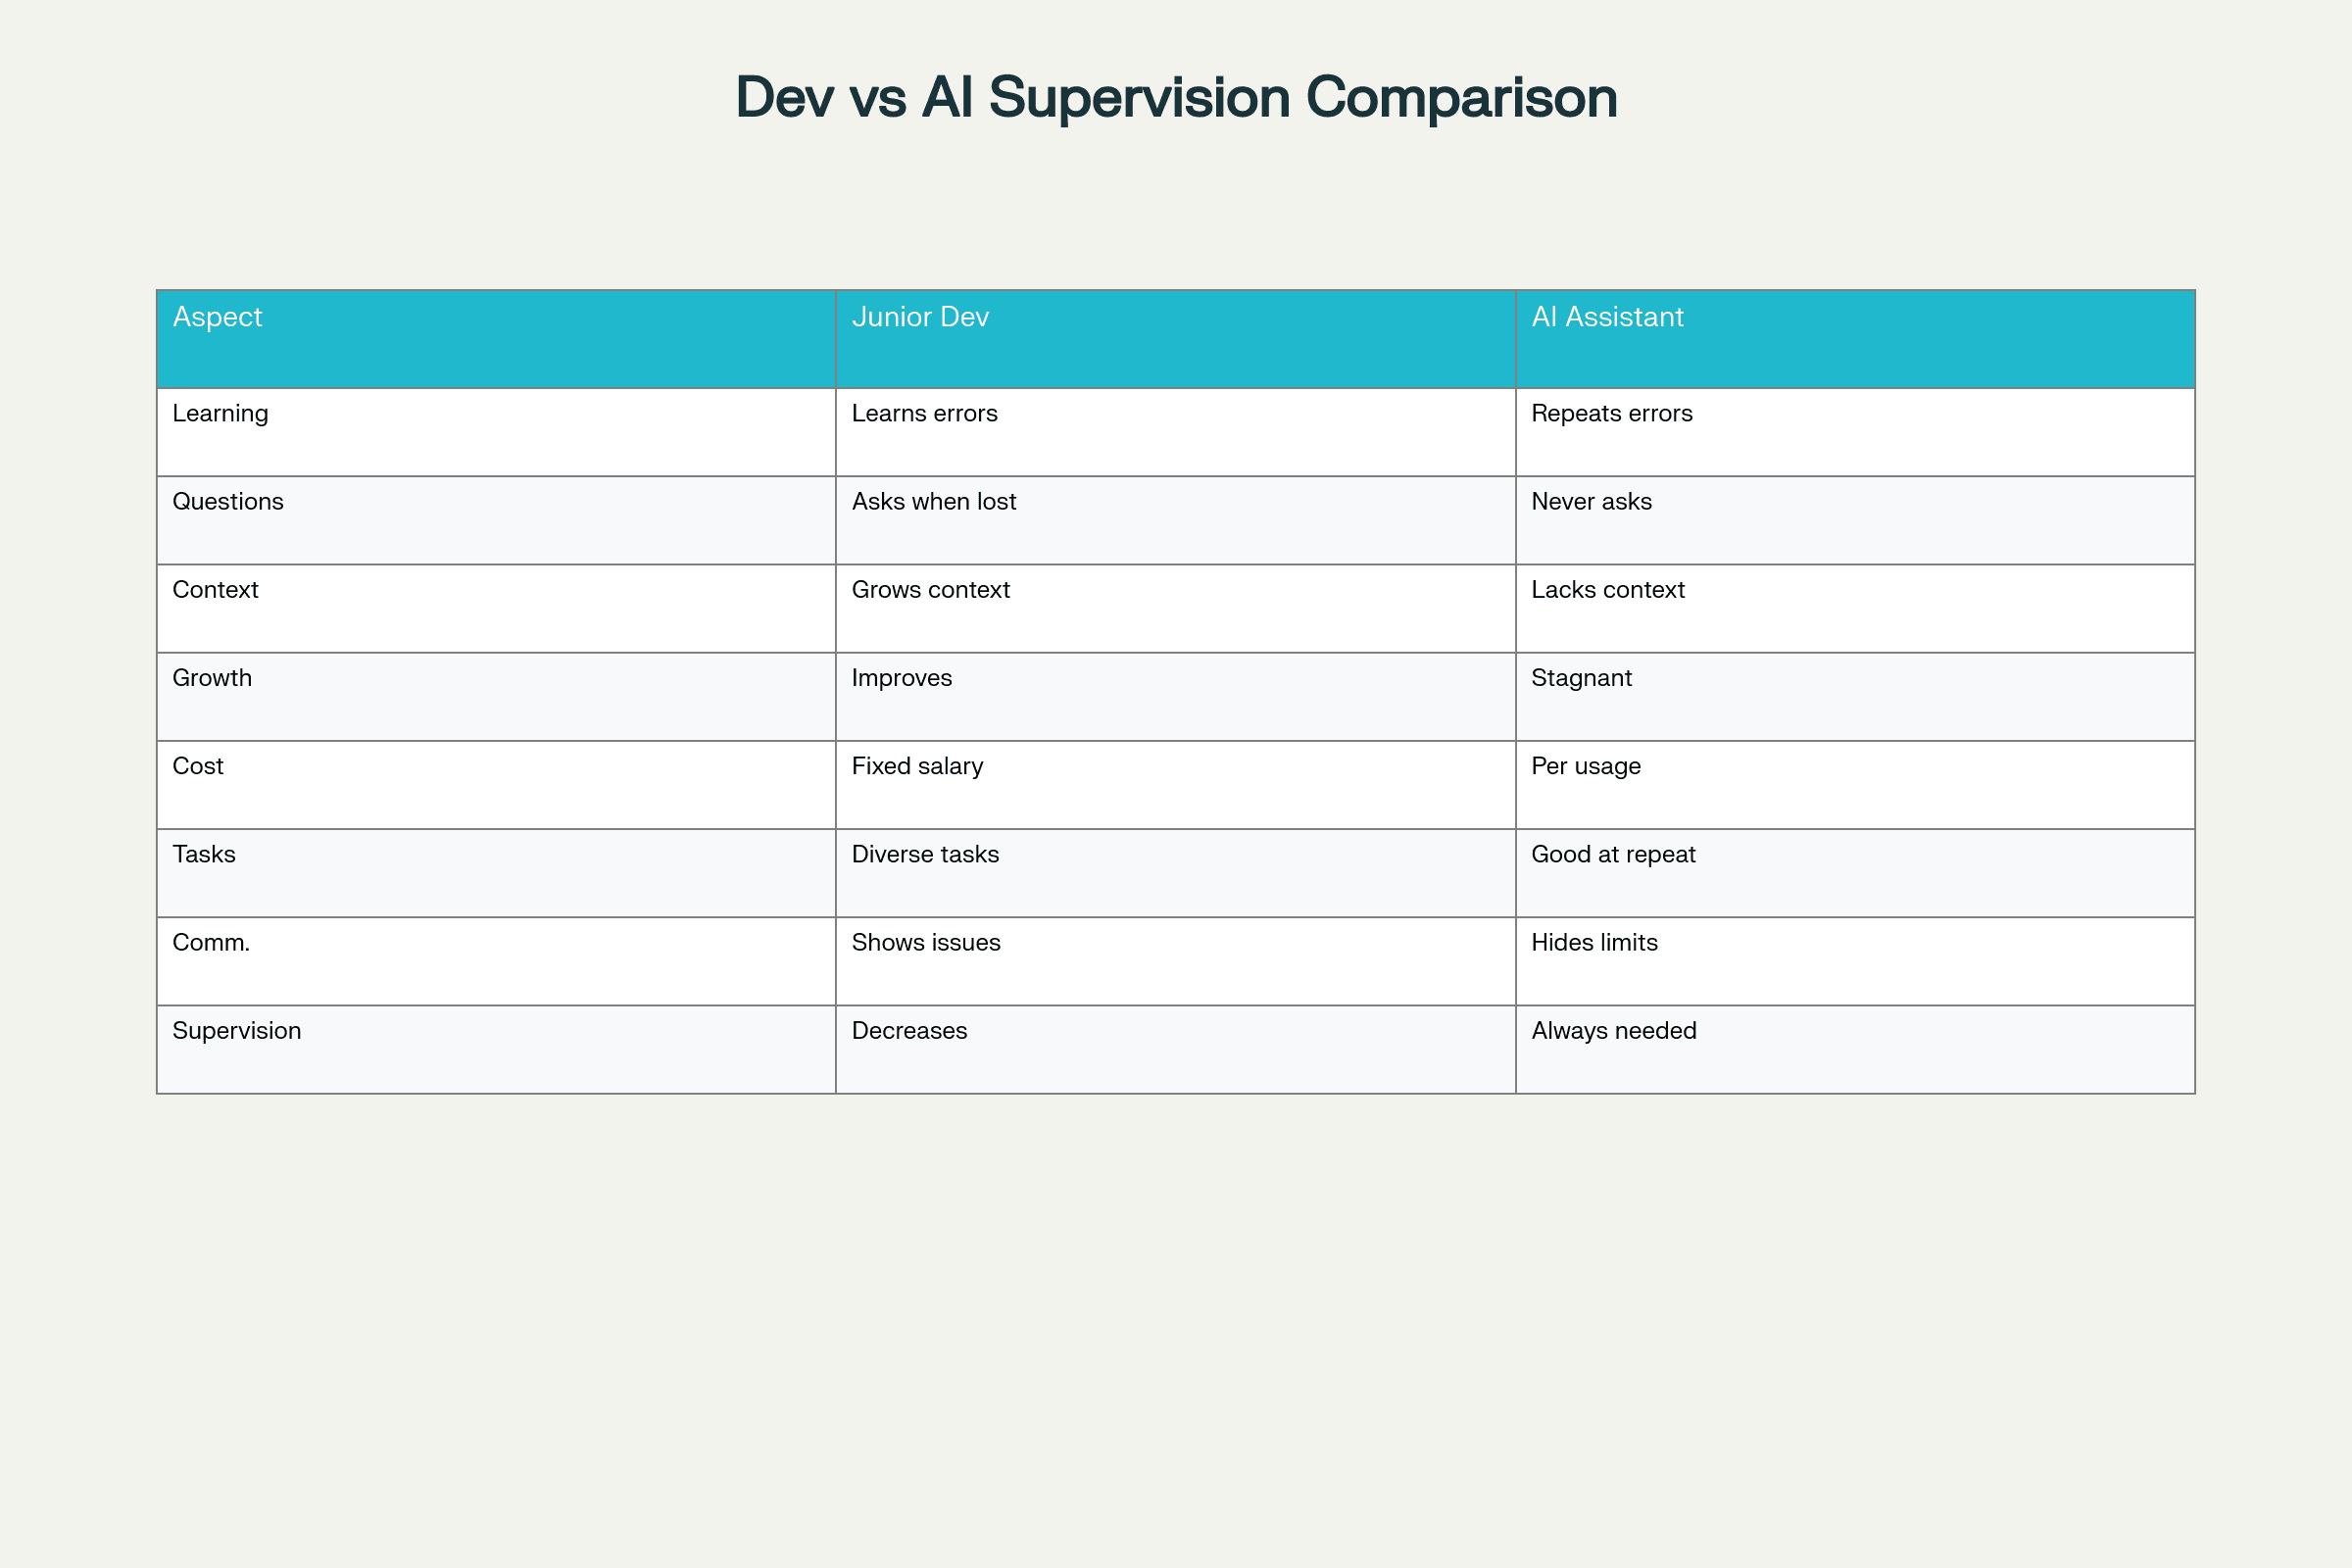 Dev vs AI Supervision Comparison
Aspect Junior Dev AI Assistant
Learning Learns errors Repeats errors
Questions Asks when lost Never asks
Context Grows context Lacks context
Growth Improves Stagnant
Cost Fixed salary Per usage
Tasks Diverse tasks Good at repeat
Comm. Shows issues Hides limits
Supervision Decreases Always needed